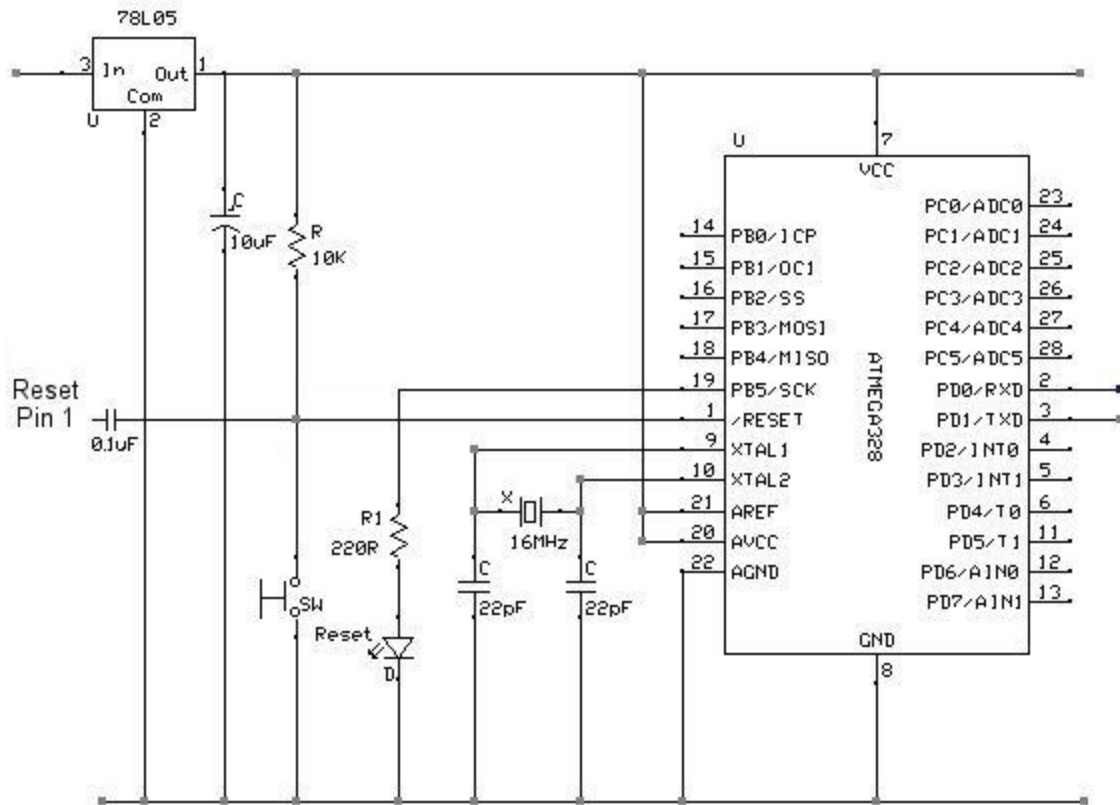 78L05
3 In Out 1
Com
U 2
C
10uF
R
10K
Reset
Pin 1
0.1uF
SW
R1
220R
Reset
D
X
16MHz
C
22pF
C
22pF
U
7
VCC
14 PB0/ICP
15 PB1/OC1
16 PB2/SS
17 PB3/MOSI
18 PB4/MISO
19 PB5/SCK
1 /RESET
9 XTAL1
10 XTAL2
21 AREF
20 AVCC
22 AGND
ATMEGA328
PC0/ADC0 23
PC1/ADC1 24
PC2/ADC2 25
PC3/ADC3 26
PC4/ADC4 27
PC5/ADC5 28
PD0/RXD 2
PD1/TXD 3
PD2/INT0 4
PD3/INT1 5
PD4/T0 6
PD5/T1 11
PD6/AIN0 12
PD7/AIN1 13
GND
8